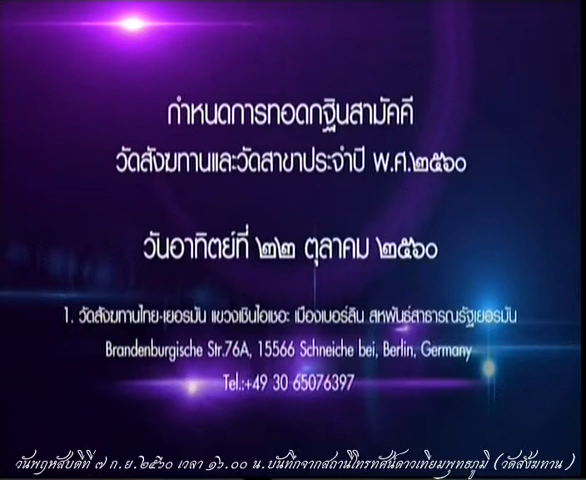 กำหนดการทอดกฐินสามัคคี
วัดสังฆทานและวัดสาขาประจำปี พ.ศ.๒๕๖๐
วันอาทิตย์ที่ ๒๒ ตุลาคม ๒๕๖๐
1. วัดสังฆทานไทย-เยอรมัน แขวงเชินไอเชอะ เมืองเบอร์ลิน สหพันธ์สาธารณรัฐเยอรมัน
Brandenburgische Str.76A, 15566 Schneiche bei, Berlin, Germany
Tel.:+49 30 65076397
วันพฤหัสบดีที่ ๗ ก.ย.๒๕๖๐ เวลา ๑๖.๐๐ น.บันทึกจากสถานีโทรทัศน์ดาวเทียมพุทธภูมิ (วัดสังฆทาน)